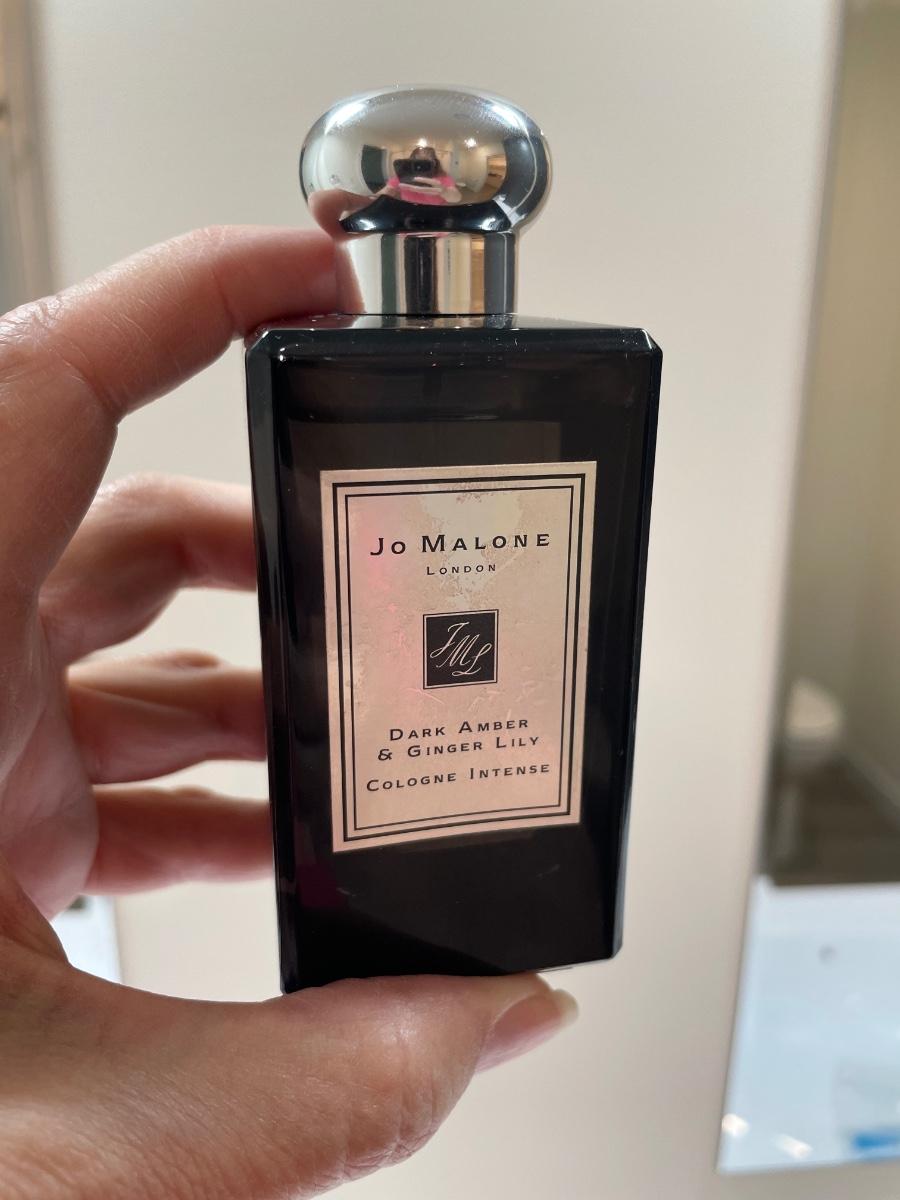 Jo Malone
London
JML
Dark Amber
& Ginger Lily
Cologne Intense